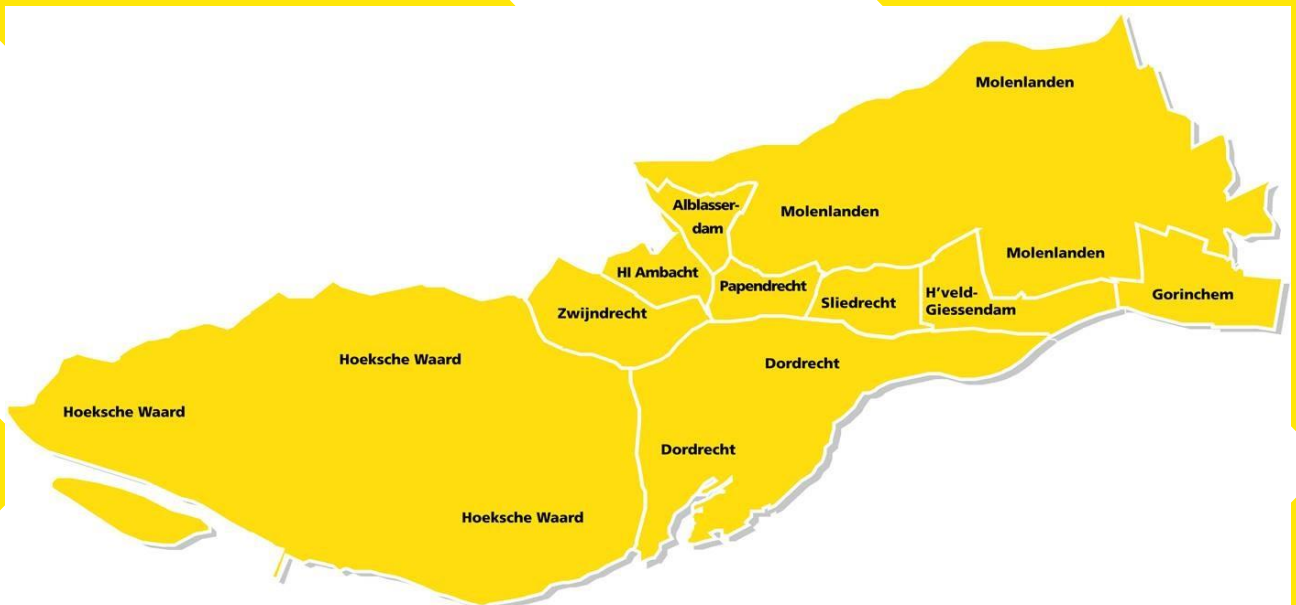 Molenlanden
Alblasser-
dam
Molenlanden
Molenlanden
HI Ambacht
Papendrecht
Sliedrecht
H'veld-
Giessendam
Gorinchem
Zwijndrecht
Hoeksche Waard
Dordrecht
Hoeksche Waard
Dordrecht
Hoeksche Waard